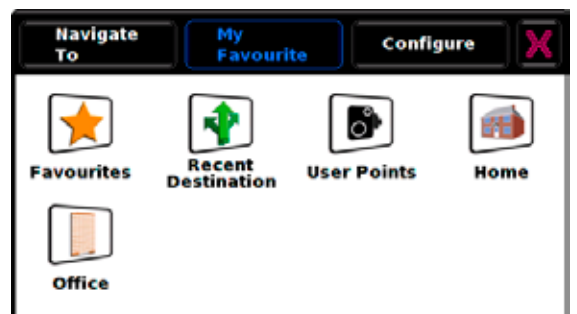 Navigate
To
My
Favourite
Configure
X
Favourites
Recent
Destination
User Points
Home
Office